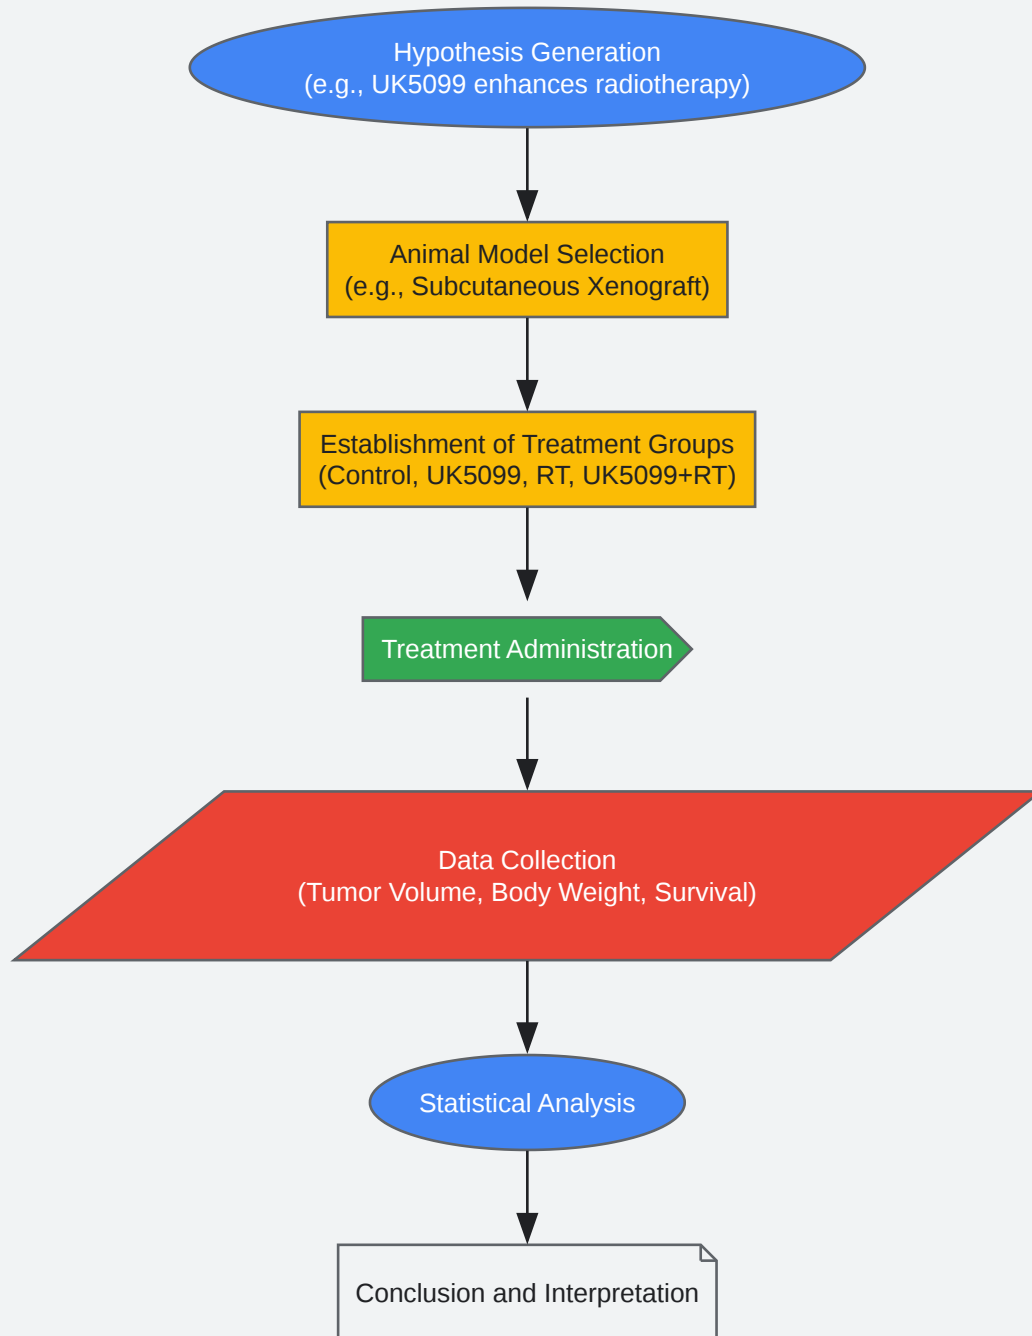 Hypothesis Generation
(e.g., UK5099 enhances radiotherapy)
Animal Model Selection
(e.g., Subcutaneous Xenograft)
Establishment of Treatment Groups
(Control, UK5099, RT, UK5099+RT)
Treatment Administration
Data Collection
(Tumor Volume, Body Weight, Survival)
Statistical Analysis
Conclusion and Interpretation